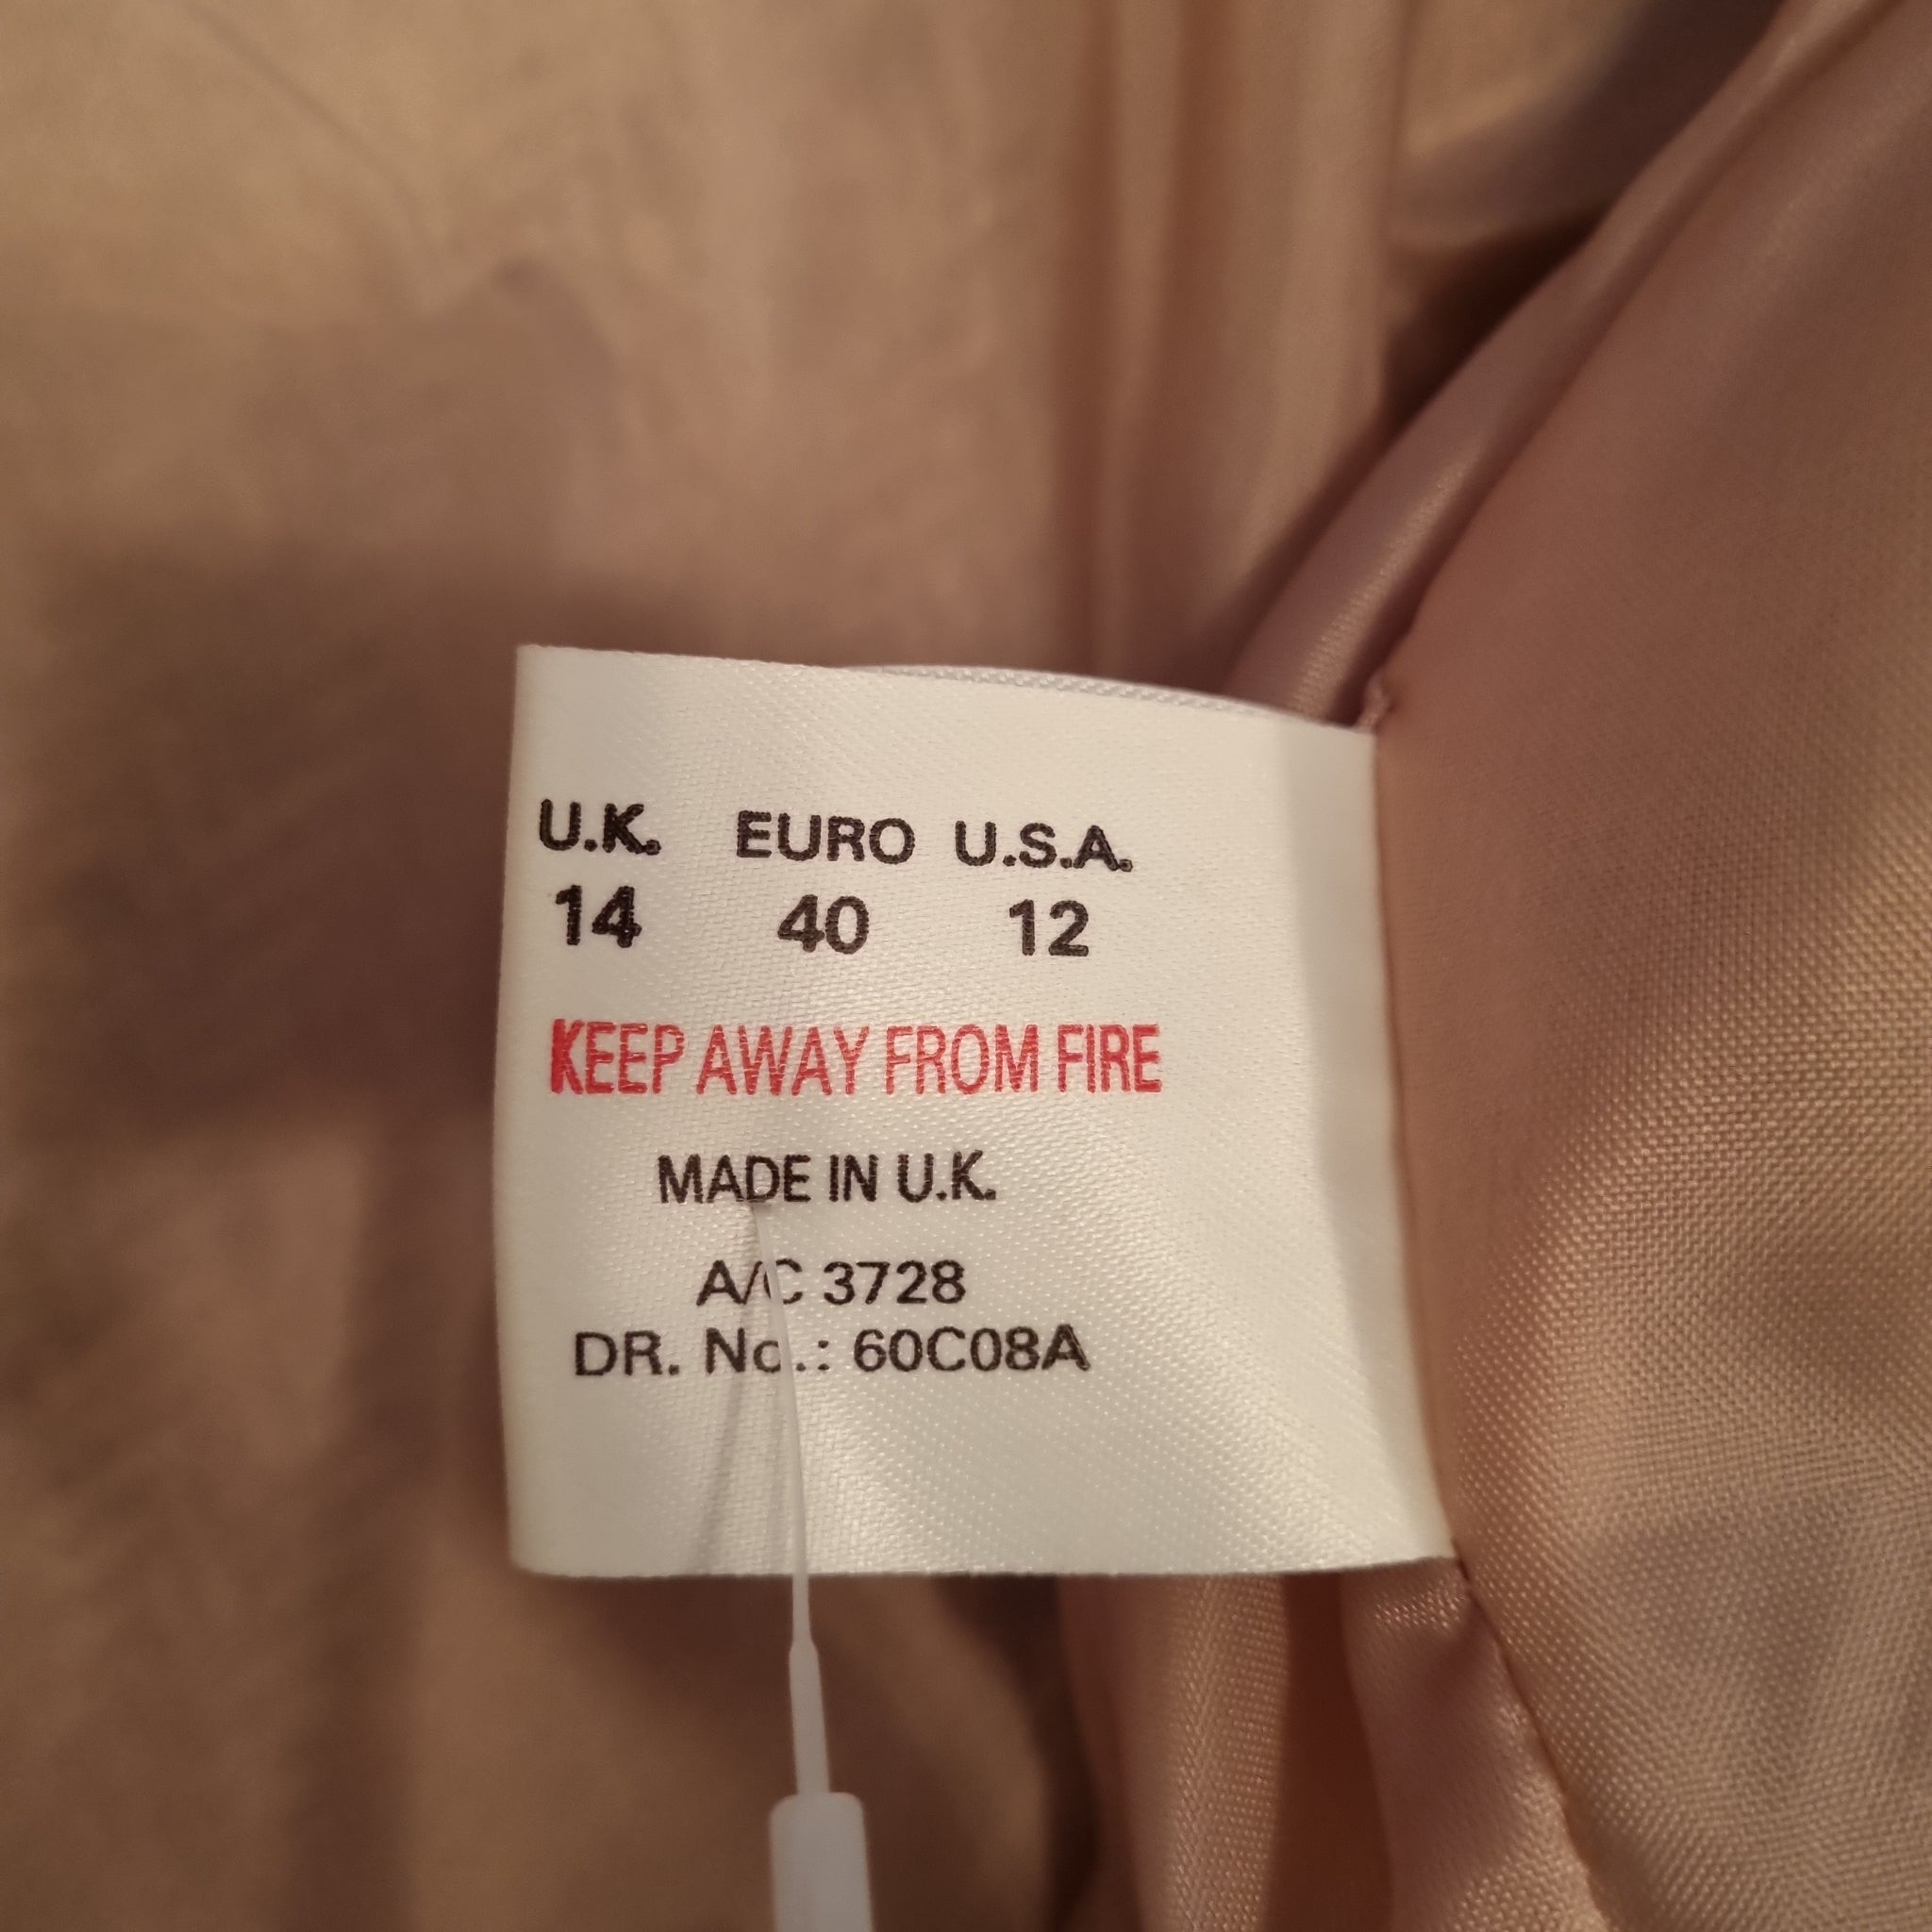 U.K. EURO U.S.A.
14 40 12
KEEP AWAY FROM FIRE
MADE IN U.K.
A/C 3728
DR. No.: 60C08A